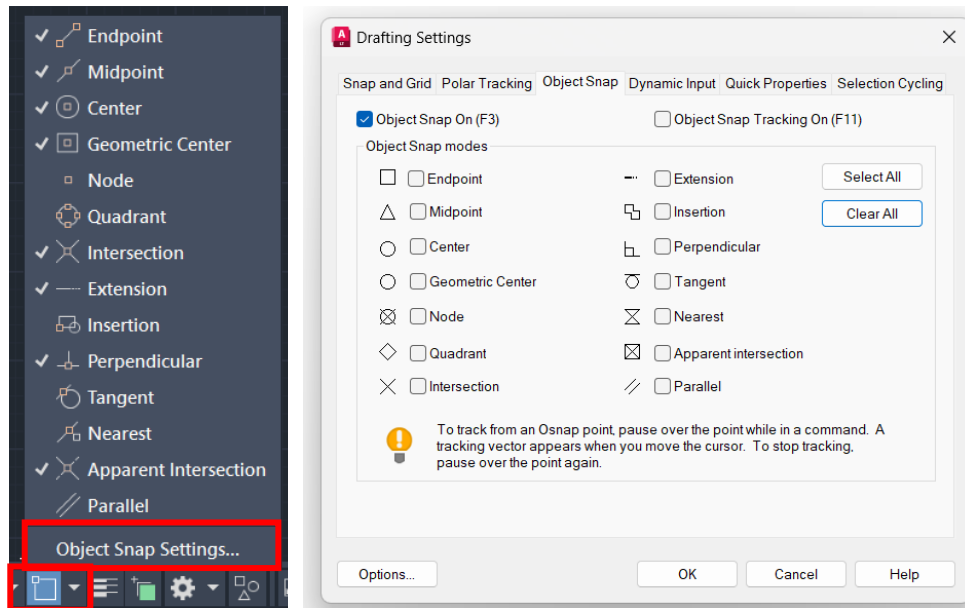 Endpoint
Midpoint
Center
Geometric Center
Node
Quadrant
Intersection
Extension
Insertion
Perpendicular
Tangent
Nearest
Apparent Intersection
Parallel
Object Snap Settings...
Drafting Settings
Snap and Grid Polar Tracking Object Snap Dynamic Input Quick Properties Selection Cycling
Object Snap On (F3) Object Snap Tracking On (F11)
Object Snap modes
Endpoint Extension Select All
Midpoint Insertion Clear All
Center Perpendicular
Geometric Center Tangent
Node Nearest
Quadrant Apparent intersection
Intersection Parallel
To track from an Osnap point, pause over the point while in a command. A
tracking vector appears when you move the cursor. To stop tracking,
pause over the point again.
Options... OK Cancel Help